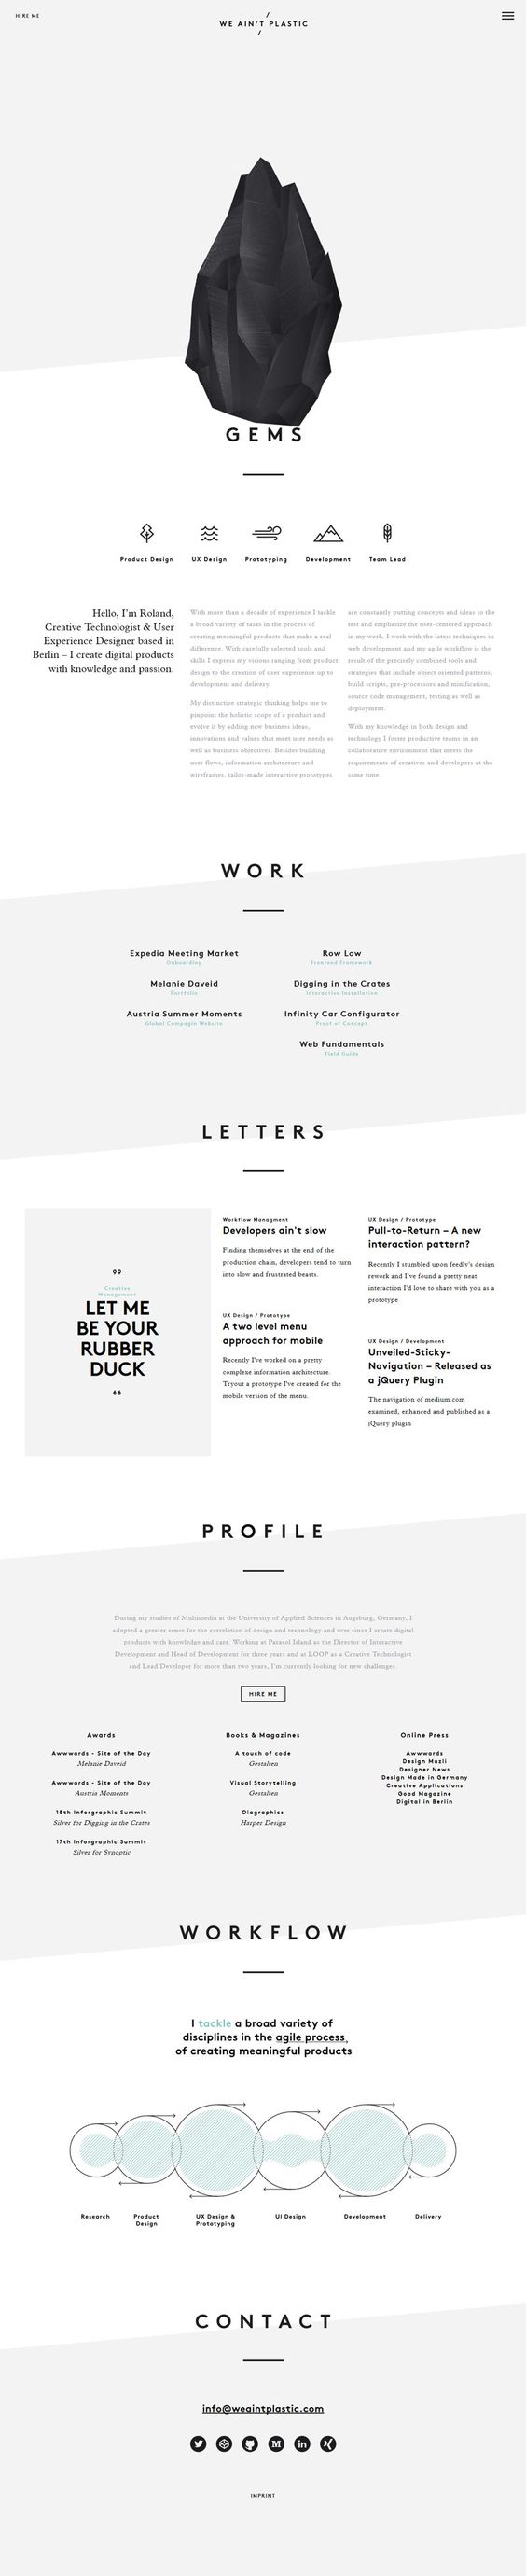 HIRE ME
/
WE AIN'T PLASTIC
/
GEMS
Product Design
UX Design
Prototyping
Development
Team Lead
Hello, I'm Roland,
Creative Technologist & User
Experience Designer based in
Berlin – I create digital products
with knowledge and passion.
With more than a decade of experience I tackle
a broad variety of tasks in the process of
creating meaningful products that make a real
difference. With carefully selected tools and
skills I express my visions ranging from product
design to the creation of user experience up to
development and delivery.
My distinctive strategic thinking helps me to
pinpoint the holistic scope of a product and
evolve it by adding new business ideas,
innovations and values that meet user needs as
well as business objectives. Besides building
user flows, information architecture and
wireframes, tailor-made interactive prototypes
are constantly putting concepts and ideas to the
test and emphasize the user-centered approach
in my work. I work with the latest techniques in
web development and my agile workflow is the
result of the precisely combined tools and
strategies that include object oriented patterns,
build scripts, pre-processors and minification,
source code management, testing as well as
deployment.
With my knowledge in both design and
technology I foster productive teams in an
collaborative environment that meets the
requirements of creatives and developers at the
same time.
WORK
Expedia Meeting Market
Onboarding
Melanie Daveid
Portfolio
Austria Summer Moments
Global Campagin Website
Row Low
Frontend Framework
Digging in the Crates
Interactive Installation
Infinity Car Configurator
Proof of Concept
Web Fundamentals
Field Guide
LETTERS
99
Creative
Management
LET ME
BE YOUR
RUBBER
DUCK
66
Workflow Managment
Developers ain't slow
Finding themselves at the end of the
production chain, developers tend to turn
into slow and frustrated beasts.
UX Design / Prototype
A two level menu
approach for mobile
Recently I've worked on a pretty
complexe information architecture.
Tryout a prototype I've created for the
mobile version of the menu.
UX Design / Prototype
Pull-to-Return – A new
interaction pattern?
Recently I stumbled upon feedly's design
rework and I've found a pretty neat
interaction I'd love to share with you as a
prototype
UX Design / Development
Unveiled-Sticky-
Navigation – Released as
a jQuery Plugin
The navigation of medium.com
examined, enhanced and published as a
jQuery plugin
PROFILE
During my studies of Multimedia at the University of Applied Sciences in Augsburg, Germany, I
adopted a greater sense for the correlation of design and technology and ever since I create digital
products with knowledge and care. Working at Parasol Island as the Director of Interactive
Development and Head of Development for three years and at LOOP as a Creative Technologist
and Lead Developer for more than two years, I'm currently looking for new challenges.
HIRE ME
Awards
Awwwards - Site of the Day
Melanie Daveid
Awwwards - Site of the Day
Austria Moments
18th Inforgraphic Summit
Silver for Digging in the Crates
17th Inforgraphic Summit
Silver for Synoptic
Books & Magazines
A touch of code
Gestalten
Visual Storytelling
Gestalten
Diagraphics
Harper Design
Online Press
Awwwards
Design Muzli
Designer News
Design Made in Germany
Creative Applications
Good Magazine
Digital in Berlin
WORKFLOW
I tackle a broad variety of
disciplines in the agile process,
of creating meaningful products
Research
Product
Design
UX Design &
Prototyping
UI Design
Development
Delivery
CONTACT
info@weaintplastic.com
M
in
IMPRINT